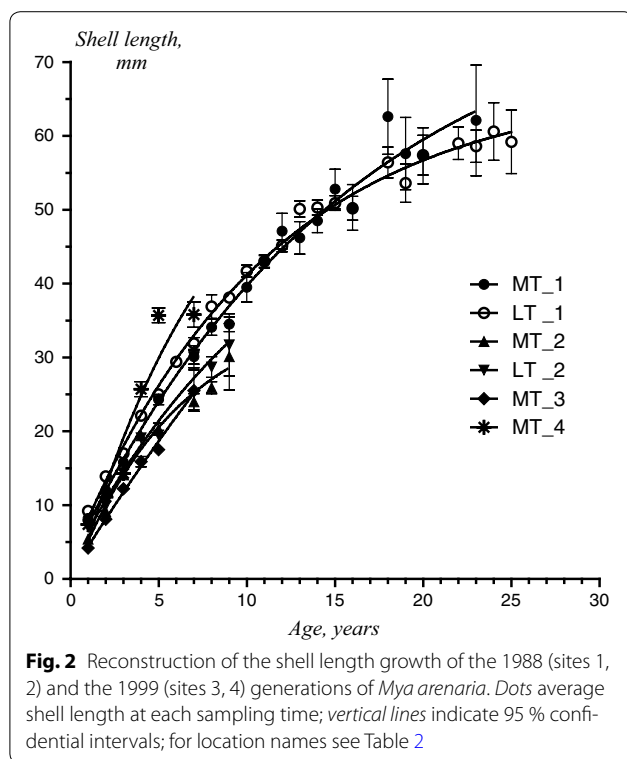 Shell length,
mm
70
60
50
40
30
20
10
0
MT_1
LT _1
MT_2
LT _2
MT_3
MT_4
0 5 10 15 20 25 30
Age, years
Fig. 2 Reconstruction of the shell length growth of the 1988 (sites 1,
2) and the 1999 (sites 3, 4) generations of Mya arenaria. Dots average
shell length at each sampling time; vertical lines indicate 95 % confi-
dential intervals; for location names see Table 2